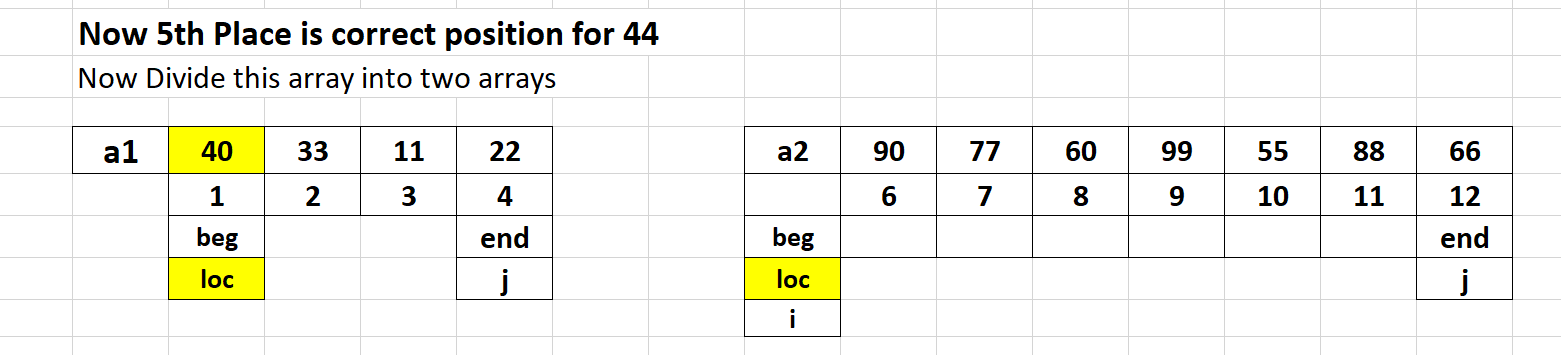 Now 5th Place is correct position for 44
Now Divide this array into two arrays
a1 40 33 11 22 a2 90 77 60 99 55 88 66
1 2 3 4 6 7 8 9 10 11 12
beg end beg end
loc j loc j
i